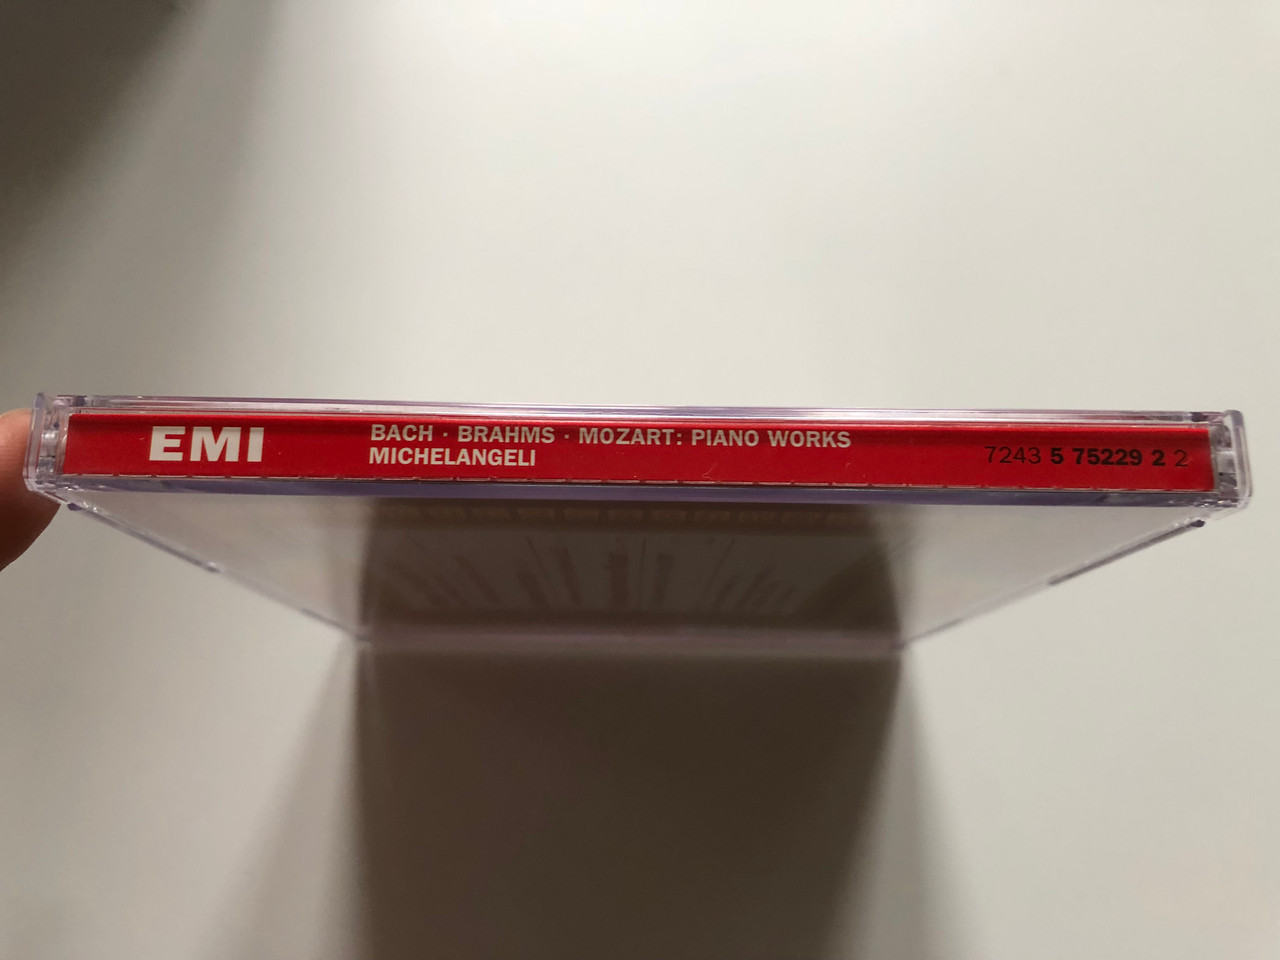 EMI
BACH · BRAHMS · MOZART: PIANO WORKS
MICHELANGELI
7243 5 75229 2 2